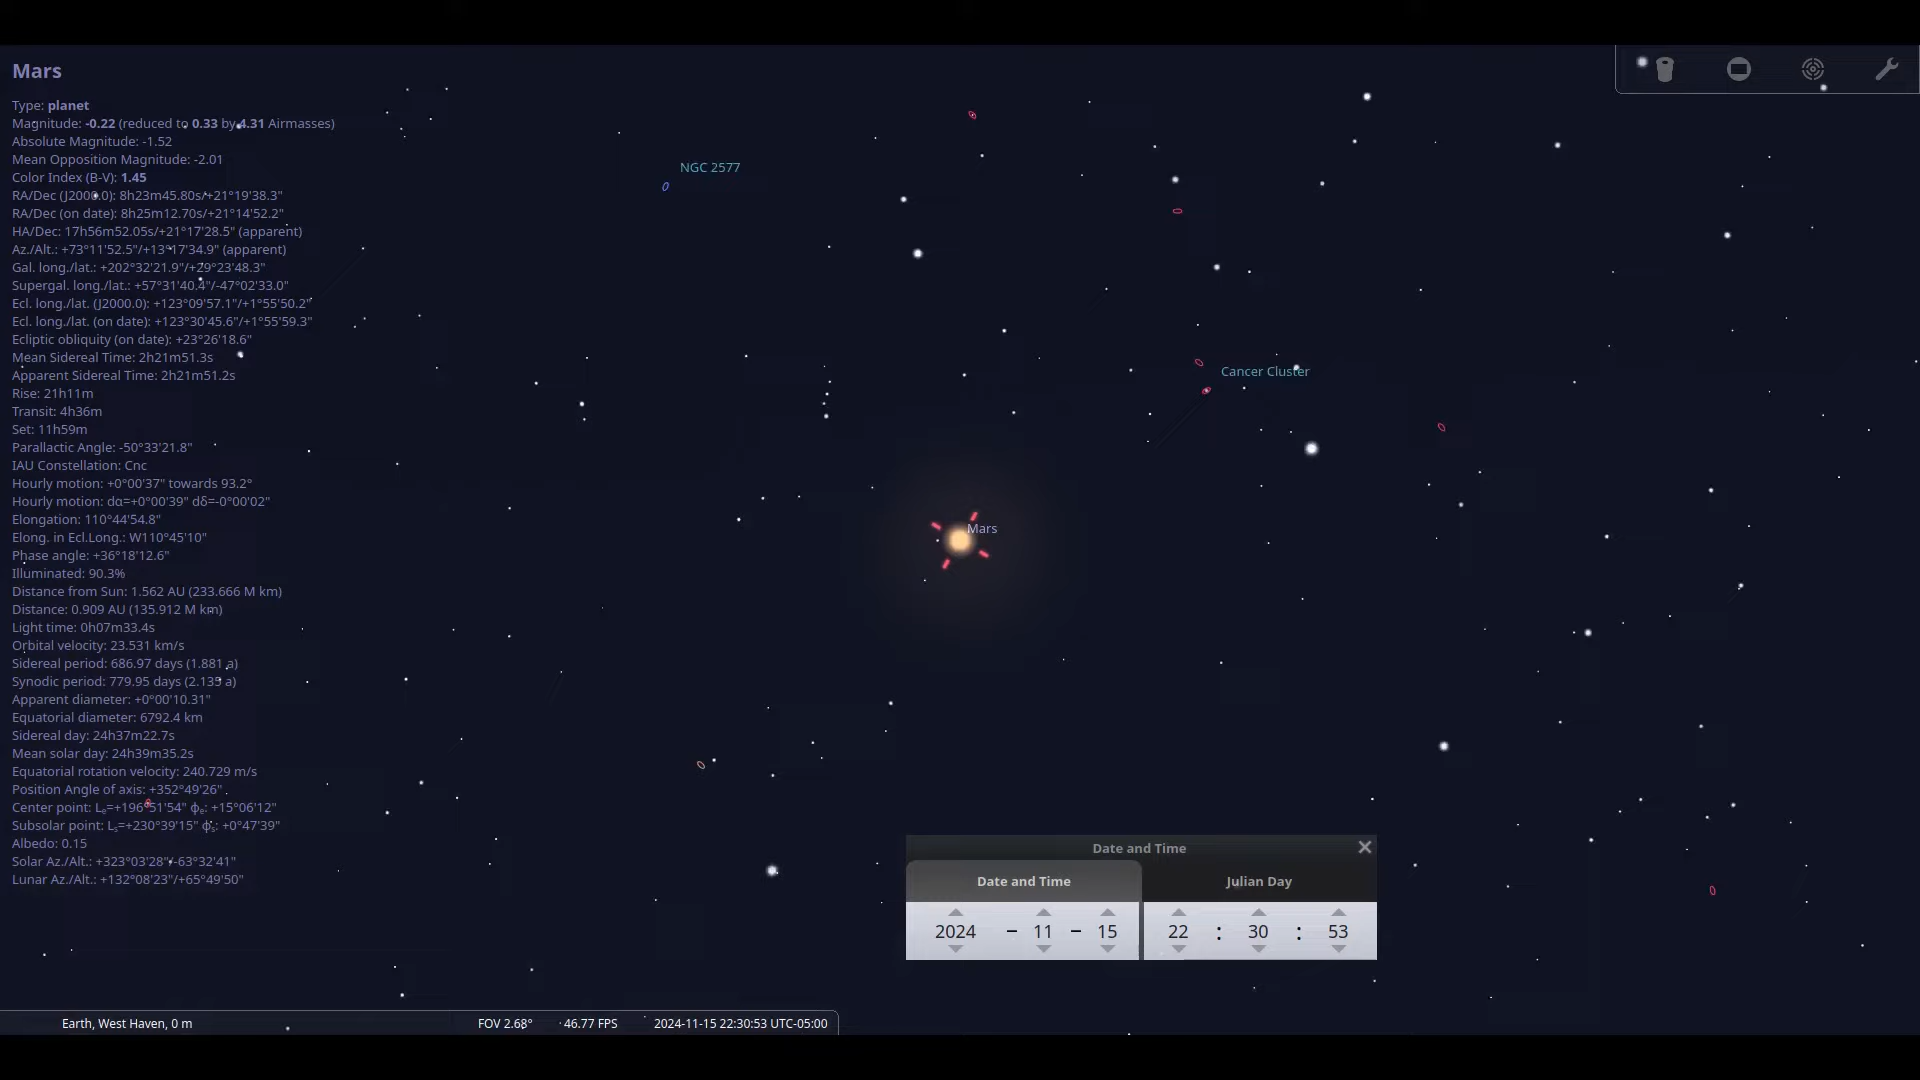 Mars
Type: planet
Magnitude: -0.22 (reduced to 0.33 by 4.31 Airmasses)
Absolute Magnitude: -1.52
Mean Opposition Magnitude: -2.01
Color Index (B-V): 1.45
RA/Dec (J2000.0): 8h23m45.80s/+21°19'38.3"
RA/Dec (on date): 8h25m12.70s/+21°14'52.2"
HA/Dec: 17h56m52.05s/+21°17'28.5" (apparent)
Az./Alt.: +73°11'52.5"/+13°17'34.9" (apparent)
Gal. long./lat.: +202°32'21.9"/+29°23'48.3"
Supergal. long./lat.: +57°31'40.4"/-47°02'33.0"
Ecl. long./lat. (J2000.0): +123°09'57.1"/+1°55'50.2"
Ecl. long./lat. (on date): +123°30'45.6"/+1°55'59.3"
Ecliptic obliquity (on date): +23°26'18.6"
Mean Sidereal Time: 2h21m51.3s
Apparent Sidereal Time: 2h21m51.2s
Rise: 21h11m
Transit: 4h36m
Set: 11h59m
Parallactic Angle: -50°33'21.8"
IAU Constellation: Cnc
Hourly motion: +0°00'37" towards 93.2°
Hourly motion: dα=+0°00'39" dδ=-0°00'02"
Elongation: 110°44'54.8"
Elong. in Ecl.Long.: W110°45'10"
Phase angle: +36°18'12.6"
Illuminated: 90.3%
Distance from Sun: 1.562 AU (233.666 M km)
Distance: 0.909 AU (135.912 M km)
Light time: 0h07m33.4s
Orbital velocity: 23.531 km/s
Sidereal period: 686.97 days (1.881 a)
Synodic period: 779.95 days (2.135 a)
Apparent diameter: +0°00'10.31"
Equatorial diameter: 6792.4 km
Sidereal day: 24h37m22.7s
Mean solar day: 24h39m35.2s
Equatorial rotation velocity: 240.729 m/s
Position Angle of axis: +352°49'26"
Center point: Lₑ=+196°51'54" ϕₑ: +15°06'12"
Subsolar point: Lₛ=+230°39'15" ϕₛ: +0°47'39"
Albedo: 0.15
Solar Az./Alt.: +323°03'28"/-63°32'41"
Lunar Az./Alt.: +132°08'23"/+65°49'50"
NGC 2577
Cancer Cluster
Mars
Date and Time
Date and Time Julian Day
2024 - 11 - 15 22 : 30 : 53
Earth, West Haven, 0 m FOV 2.68° 46.77 FPS 2024-11-15 22:30:53 UTC-05:00